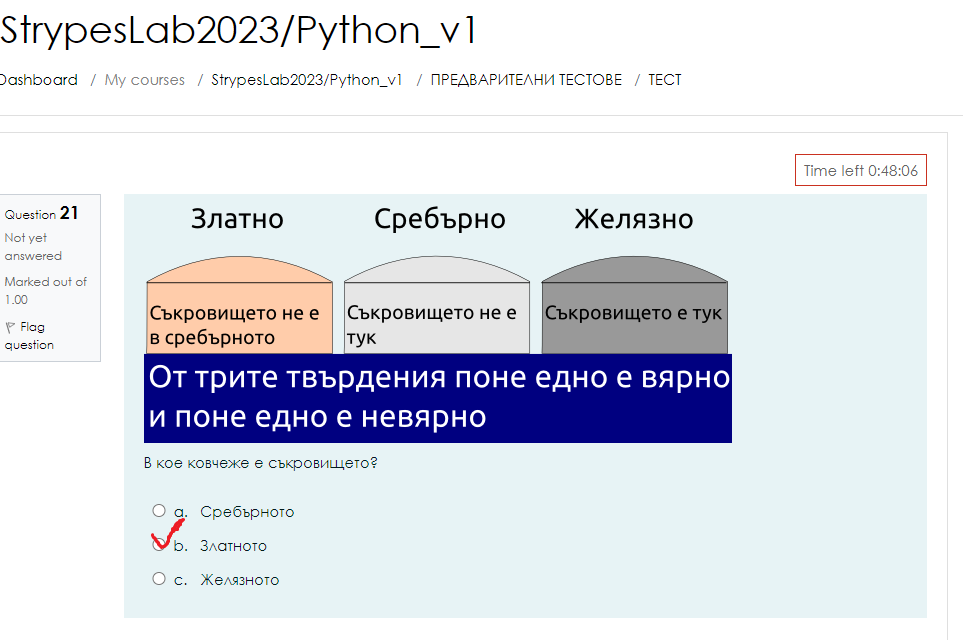 StrypesLab2023/Python_v1
Dashboard / My courses / StrypesLab2023/Python_v1 / ПРЕДВАРИТЕЛНИ ТЕСТОВЕ / ТЕСТ
Time left 0:48:06
Question 21
Not yet
answered
Marked out of
1.00
Flag
question
Златно Сребърно Желязно
Съкровището не е
в сребърното
Съкровището не е
тук
Съкровището е тук
От трите твърдения поне едно е вярно
и поне едно е невярно
В кое ковчеже е съкровището?
a. Сребърното
b. Златното
c. Желязното